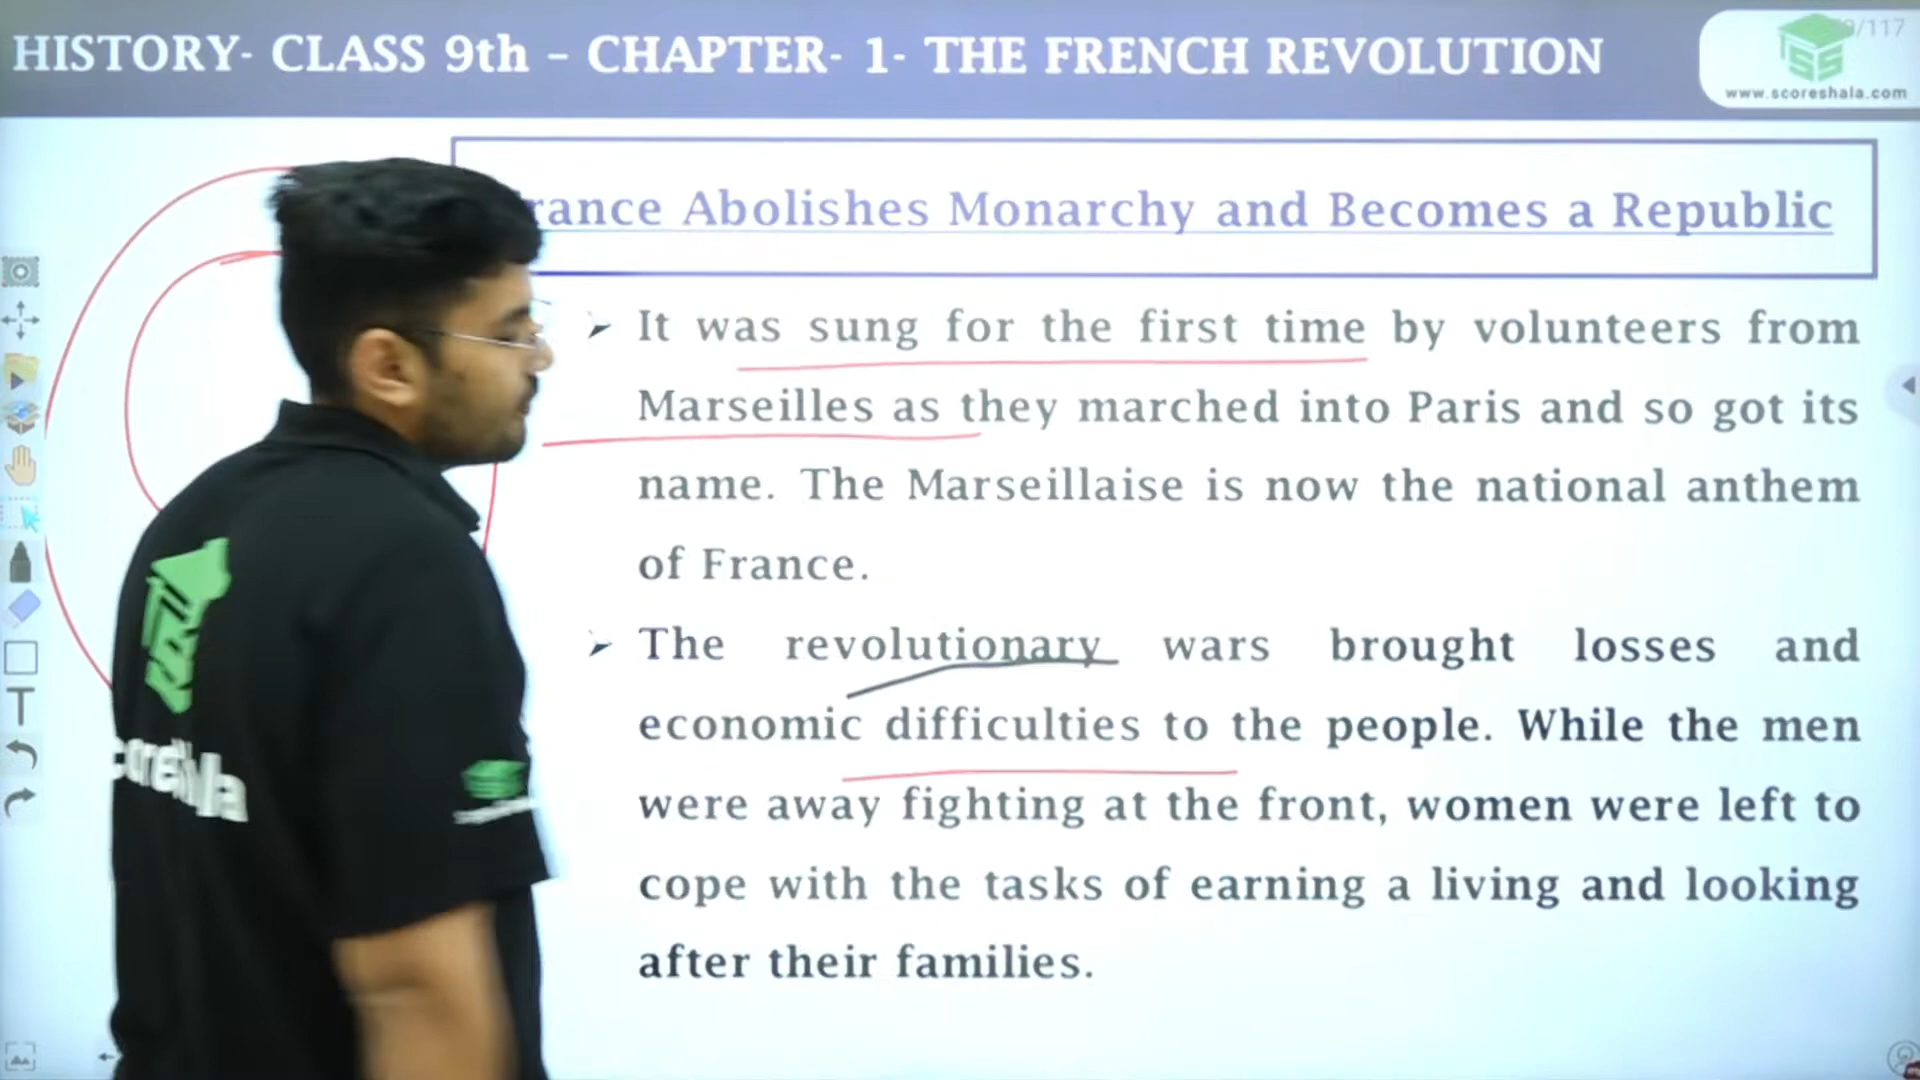 HISTORY- CLASS 9th – CHAPTER- 1- THE FRENCH REVOLUTION
/117
www.scoreshala.com
rance Abolishes Monarchy and Becomes a Republic
➢ It was sung for the first time by volunteers from
Marseilles as they marched into Paris and so got its
name. The Marseillaise is now the national anthem
of France.
➢ The revolutionary wars brought losses and
economic difficulties to the people. While the men
were away fighting at the front, women were left to
cope with the tasks of earning a living and looking
after their families.